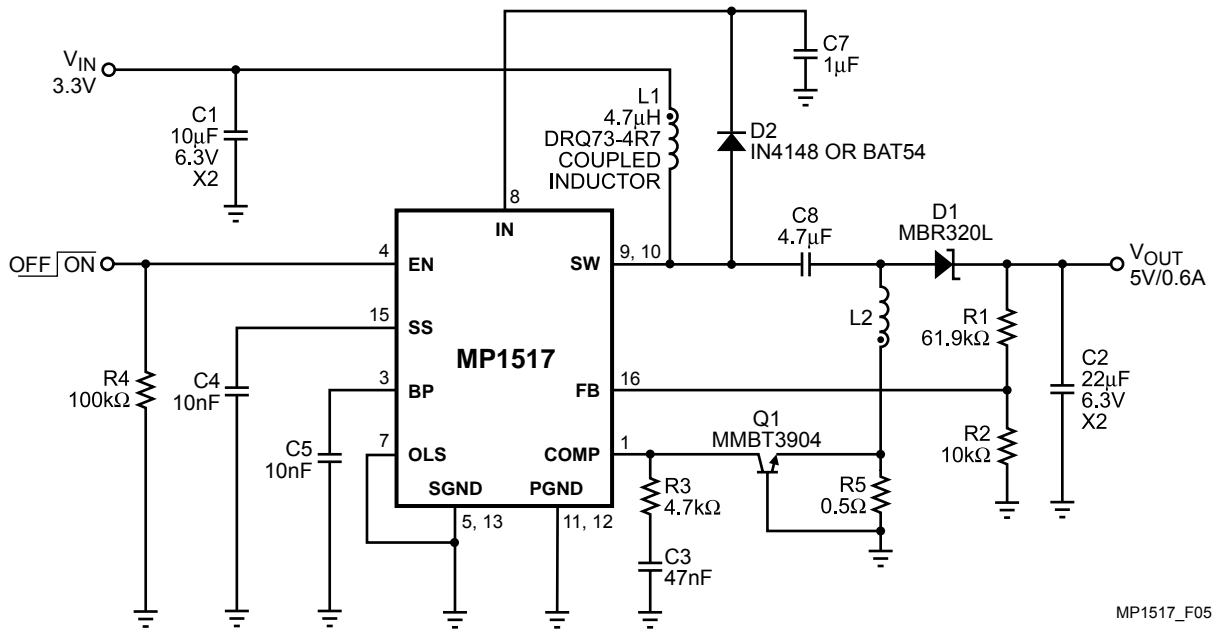 V_IN
3.3V
C1
10µF
6.3V
X2
L1
4.7µH
DRQ73-4R7
COUPLED
INDUCTOR
C7
1µF
D2
IN4148 OR BAT54
8
IN
OFF ON
4
EN
SW
9, 10
C8
4.7µF
D1
MBR320L
V_OUT
5V/0.6A
15
SS
MP1517
L2
R1
61.9kΩ
R4
100kΩ
C4
10nF
3
BP
FB
16
C2
22µF
6.3V
X2
C5
10nF
7
OLS
COMP
1
Q1
MMBT3904
R2
10kΩ
SGND
PGND
5, 13
11, 12
R3
4.7kΩ
R5
0.5Ω
C3
47nF
MP1517_F05